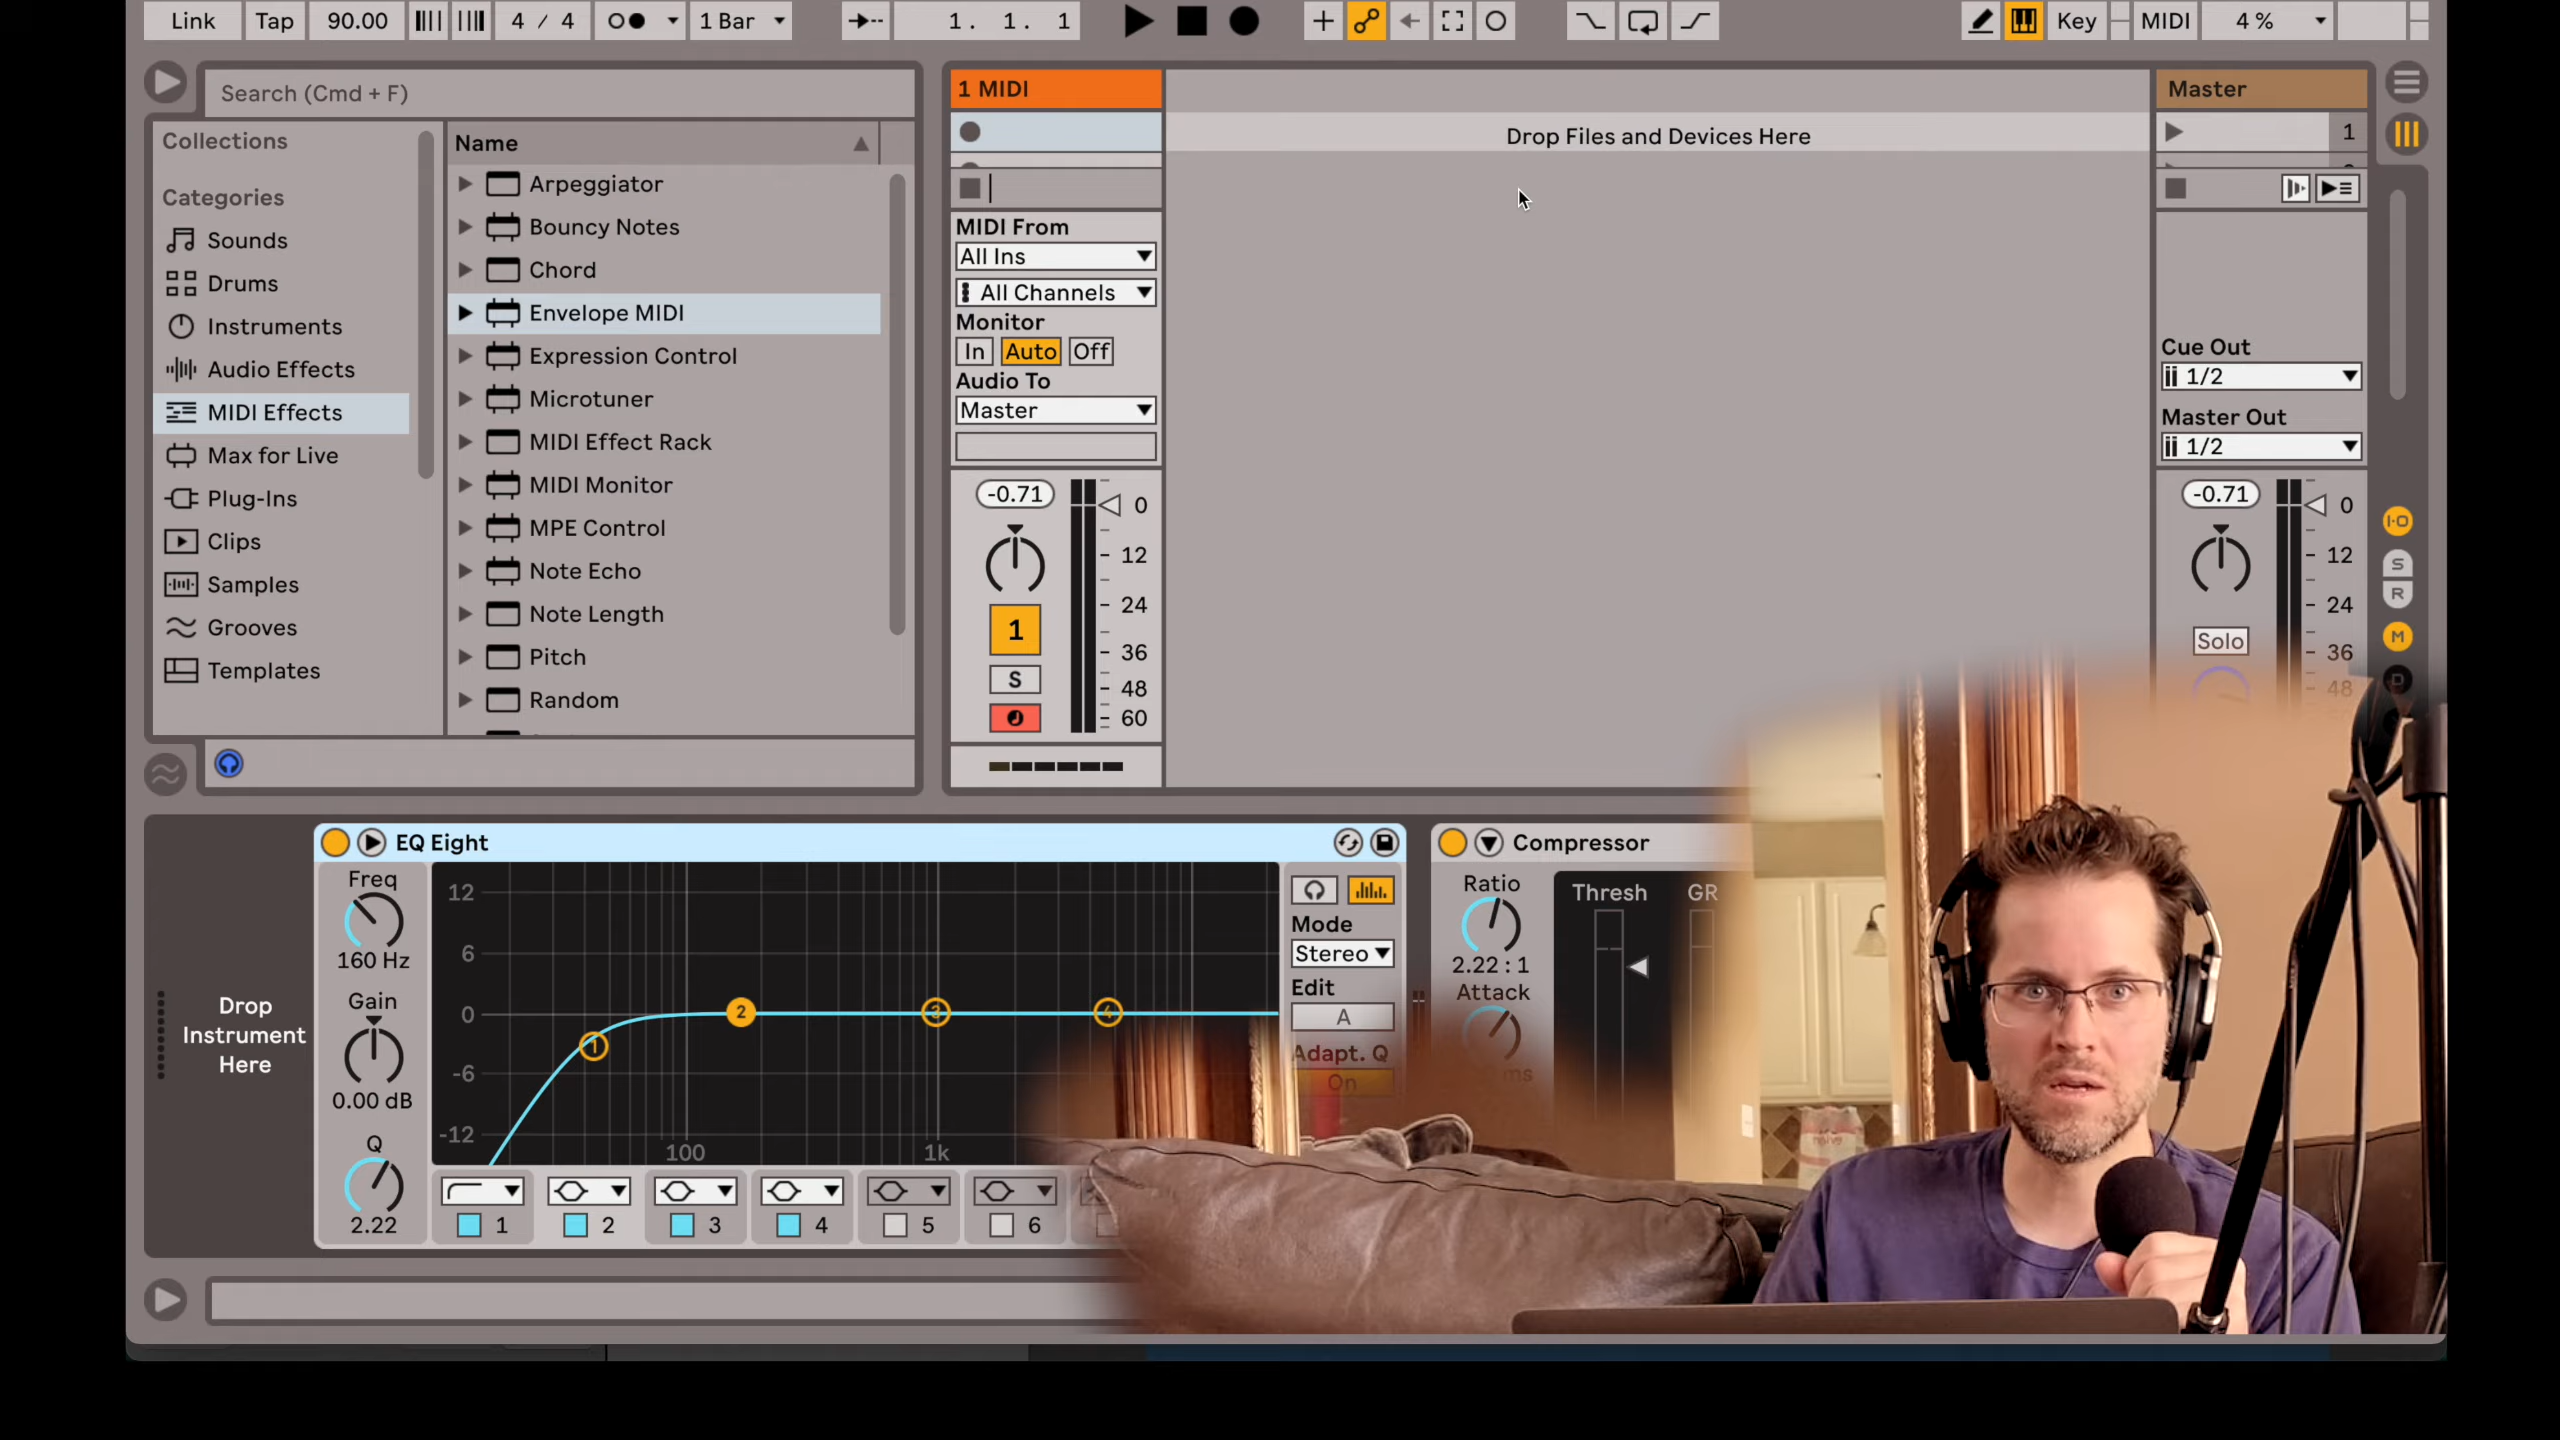 Link Tap 90.00 4 / 4 1 Bar 1. 1. 1 Key MIDI 4 %
Search (Cmd + F)
Collections
Categories
Sounds
Drums
Instruments
Audio Effects
MIDI Effects
Max for Live
Plug-Ins
Clips
Samples
Grooves
Templates
Name
Arpeggiator
Bouncy Notes
Chord
Envelope MIDI
Expression Control
Microtuner
MIDI Effect Rack
MIDI Monitor
MPE Control
Note Echo
Note Length
Pitch
Random
1 MIDI
MIDI From
All Ins
All Channels
Monitor
In Auto Off
Audio To
Master
-0.71
0
12
24
36
48
60
1
S
Drop Files and Devices Here
Master
1
Cue Out
1/2
Master Out
1/2
-0.71
0
12
24
36
48
Solo
I-O
S
R
M
D
Drop
Instrument
Here
EQ Eight
Freq
160 Hz
Gain
0.00 dB
Q
2.22
12
6
0
-6
-12
100 1k
1 2 3 4
1 2 3 4 5 6
Mode
Stereo
Edit
A
Adapt. Q
On
Compressor
Ratio
2.22 : 1
Attack
ms
Thresh GR